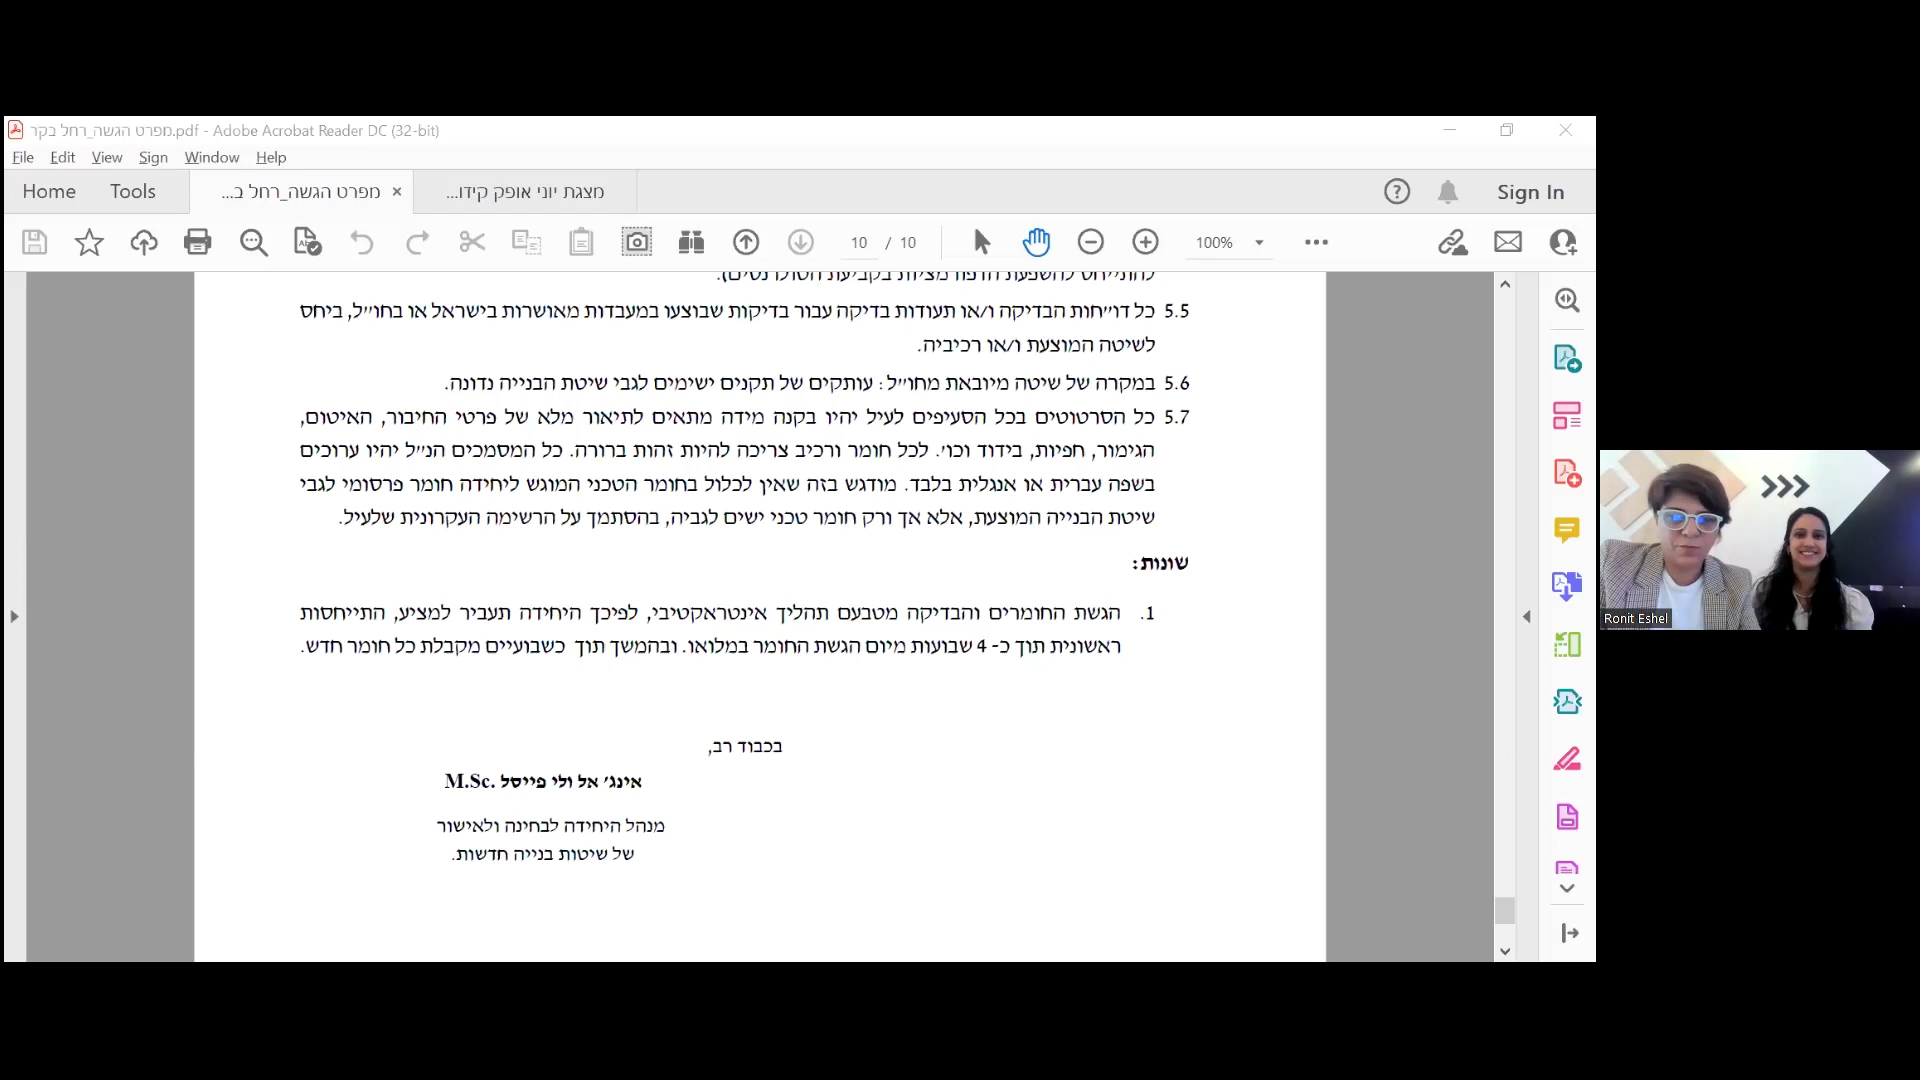 מפרט הגשה_רחל בקר.pdf - Adobe Acrobat Reader DC (32-bit)
File Edit View Sign Window Help
Home Tools מפרט הגשה_רחל ב... × מצגת יוני אופק קידו... Sign In
10 / 10 100%
5.5 כל דו״חות הבדיקה ו/או תעודות בדיקה עבור בדיקות שבוצעו במעבדות מאושרות בישראל או בחו״ל, ביחס
לשיטה המוצעת ו/או רכיביה.
5.6 במקרה של שיטה מיובאת מחו״ל: עותקים של תקנים ישימים לגבי שיטת הבנייה נדונה.
5.7 כל הסרטוטים בכל הסעיפים לעיל יהיו בקנה מידה מתאים לתיאור מלא של פרטי החיבור, האיטום,
הגימור, חפיות, בידוד וכו׳. לכל חומר ורכיב צריכה להיות זהות ברורה. כל המסמכים הנ״ל יהיו ערוכים
בשפה עברית או אנגלית בלבד. מודגש בזה שאין לכלול בחומר הטכני המוגש ליחידה חומר פרסומי לגבי
שיטת הבנייה המוצעת, אלא אך ורק חומר טכני ישים לגביה, בהסתמך על הרשימה העקרונית שלעיל.
שונות:
1. הגשת החומרים והבדיקה מטבעם תהליך אינטראקטיבי, לפיכך היחידה תעביר למציע, התייחסות
ראשונית תוך כ- 4 שבועות מיום הגשת החומר במלואו. ובהמשך תוך כשבועיים מקבלת כל חומר חדש.
בכבוד רב,
אינג׳ אל ולי פייסל M.Sc.
מנהל היחידה לבחינה ולאישור
של שיטות בנייה חדשות.
Ronit Eshel